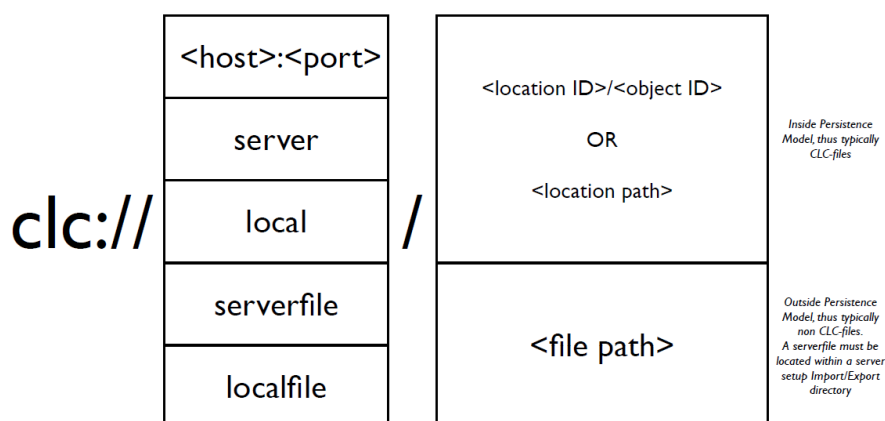 clc://
<host>:<port>
server
local
serverfile
localfile
/
<location ID>/<object ID>
OR
<location path>
<file path>
Inside Persistence
Model, thus typically
CLC-files
Outside Persistence
Model, thus typically
non CLC-files.
A serverfile must be
located within a server
setup Import/Export
directory